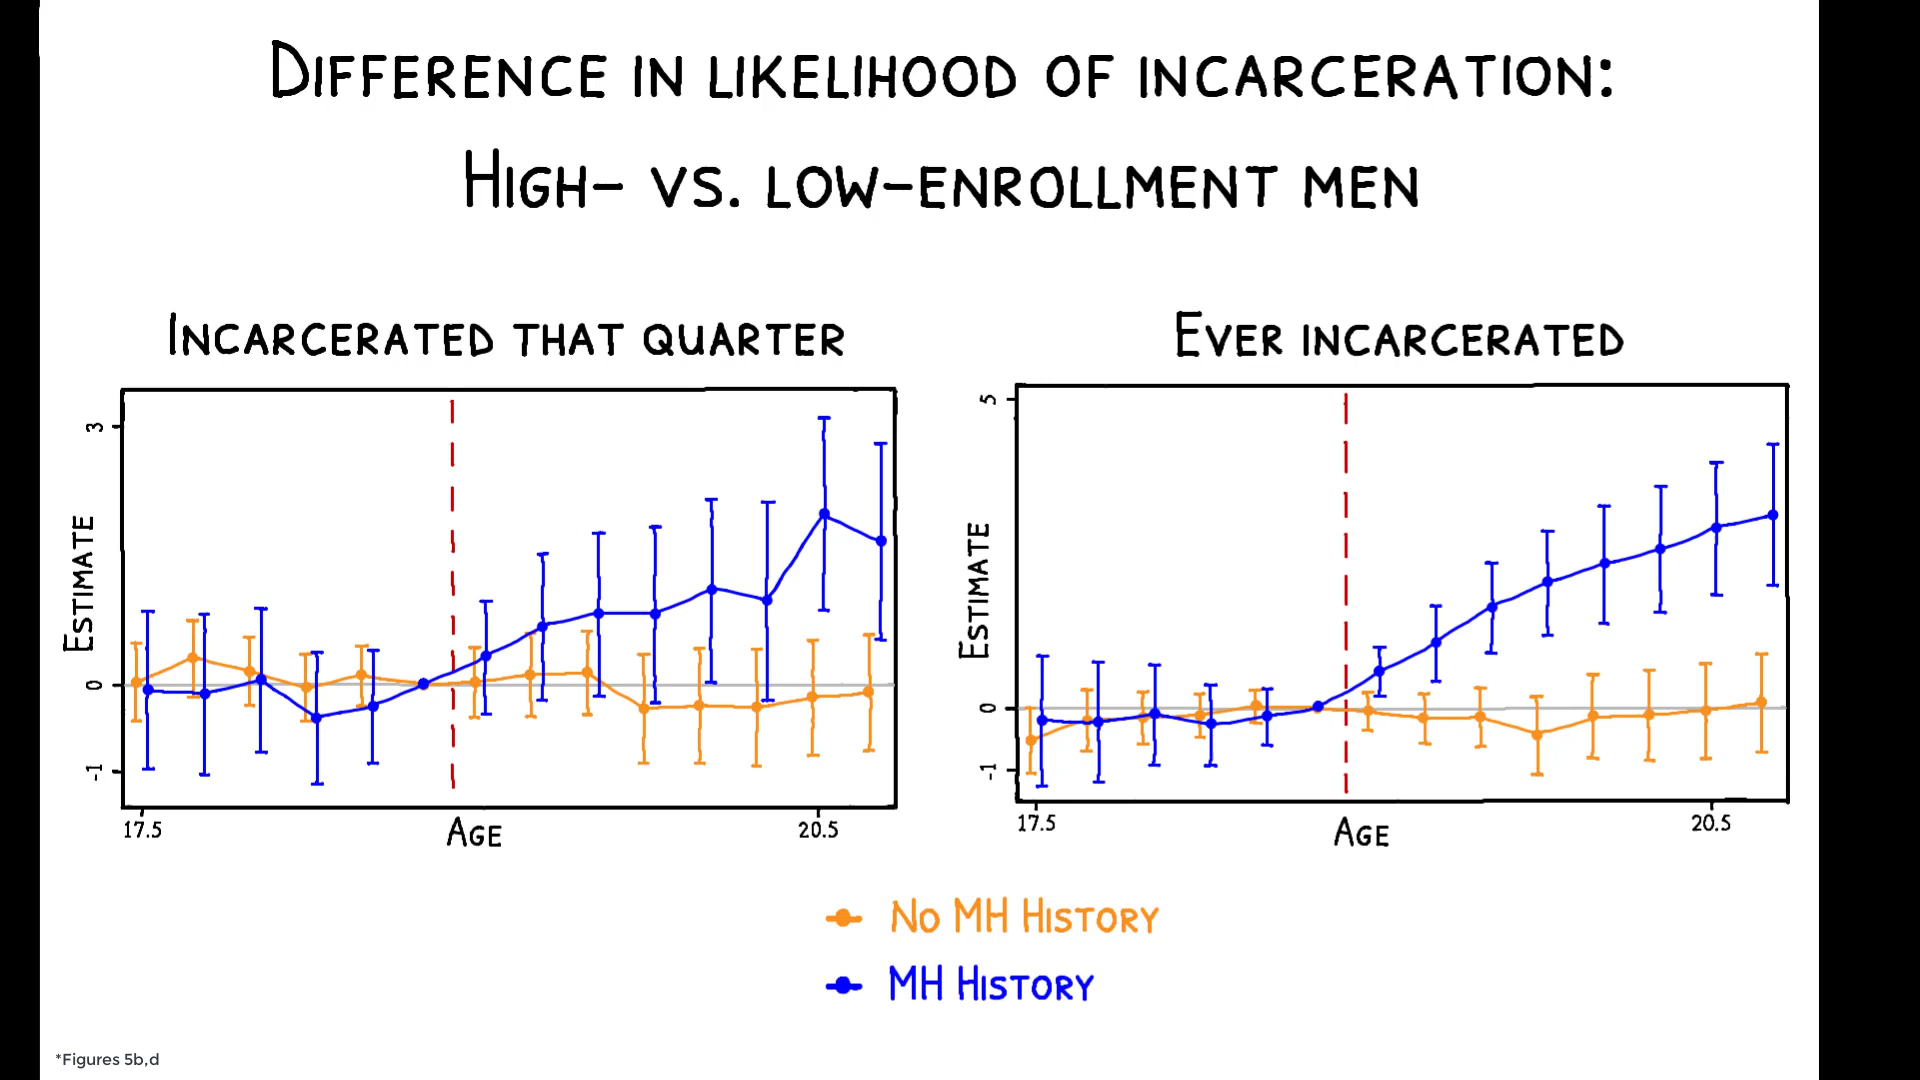 DIFFERENCE IN LIKELIHOOD OF INCARCERATION:
HIGH- VS. LOW-ENROLLMENT MEN
INCARCERATED THAT QUARTER
ESTIMATE
3
0
-1
17.5
AGE
20.5
EVER INCARCERATED
ESTIMATE
5
0
-1
17.5
AGE
20.5
NO MH HISTORY
MH HISTORY
*Figures 5b,d